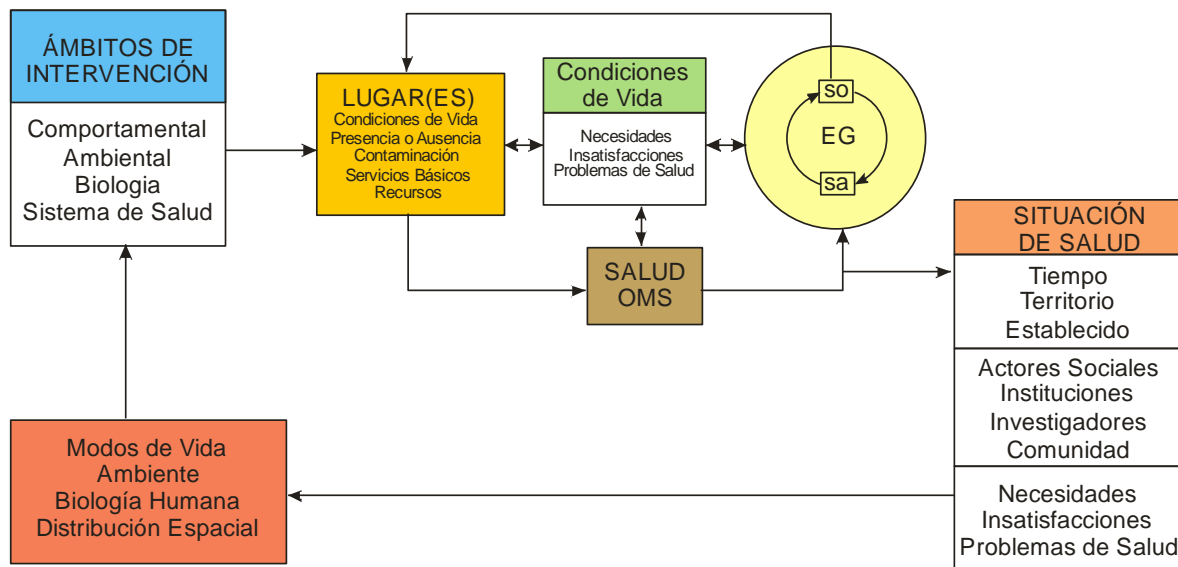 ÁMBITOS DE
INTERVENCIÓN
Comportamental
Ambiental
Biologia
Sistema de Salud
LUGAR(ES)
Condiciones de Vida
Presencia o Ausencia
Contaminación
Servicios Básicos
Recursos
Condiciones
de Vida
Necesidades
Insatisfacciones
Problemas de Salud
so
EG
sa
SALUD
OMS
SITUACIÓN
DE SALUD
Tiempo
Territorio
Establecido
Actores Sociales
Instituciones
Investigadores
Comunidad
Necesidades
Insatisfacciones
Problemas de Salud
Modos de Vida
Ambiente
Biología Humana
Distribución Espacial